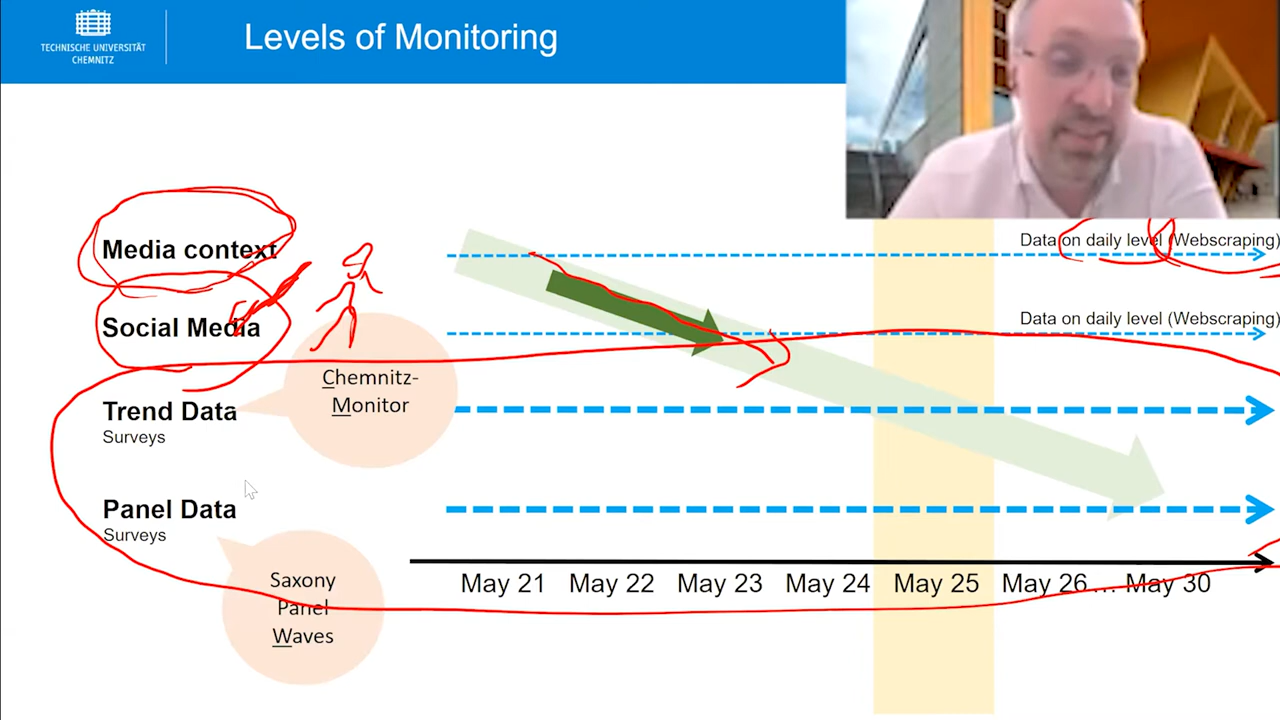 TECHNISCHE UNIVERSITÄT
CHEMNITZ
Levels of Monitoring
Media context
Data on daily level (Webscraping)
Social Media
Data on daily level (Webscraping)
Chemnitz-
Monitor
Trend Data
Surveys
Panel Data
Surveys
Saxony
Panel
Waves
May 21 May 22 May 23 May 24 May 25 May 26 ... May 30